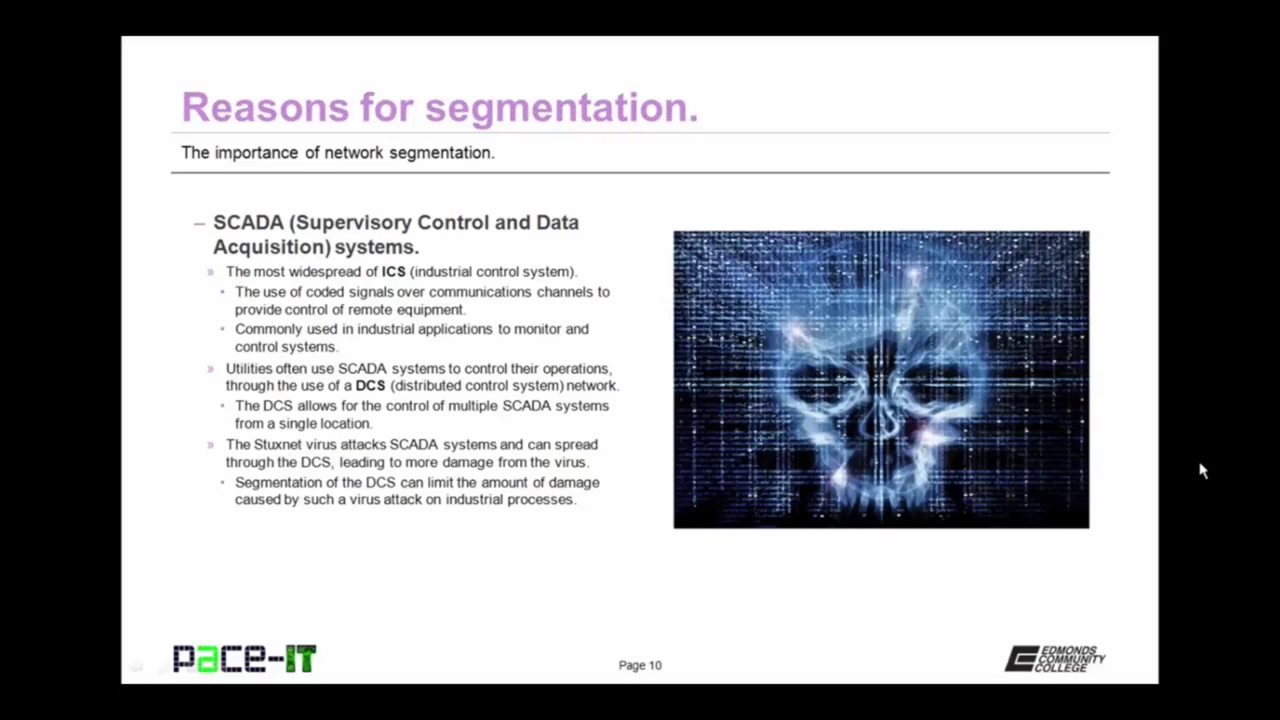 Reasons for segmentation.
The importance of network segmentation.
– SCADA (Supervisory Control and Data
Acquisition) systems.
» The most widespread of ICS (industrial control system).
• The use of coded signals over communications channels to
provide control of remote equipment.
• Commonly used in industrial applications to monitor and
control systems.
» Utilities often use SCADA systems to control their operations,
through the use of a DCS (distributed control system) network.
• The DCS allows for the control of multiple SCADA systems
from a single location.
» The Stuxnet virus attacks SCADA systems and can spread
through the DCS, leading to more damage from the virus.
• Segmentation of the DCS can limit the amount of damage
caused by such a virus attack on industrial processes.
pace-IT
Page 10
EDMONDS
COMMUNITY
COLLEGE